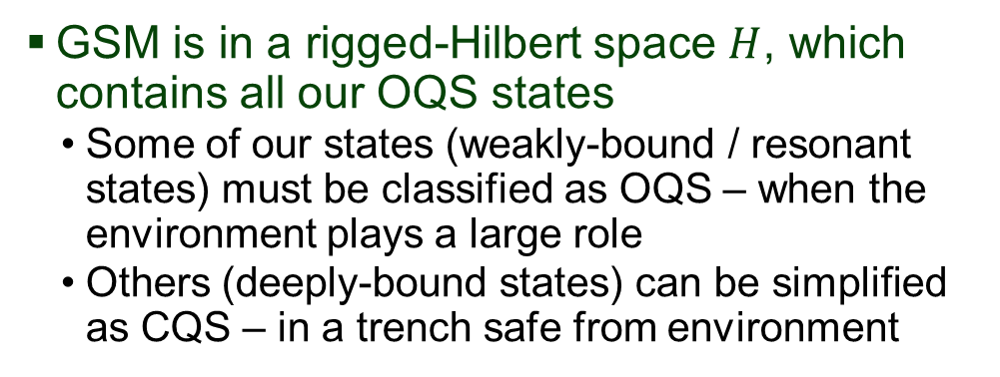 ▪ GSM is in a rigged-Hilbert space 𝐻, which
contains all our OQS states
• Some of our states (weakly-bound / resonant
states) must be classified as OQS – when the
environment plays a large role
• Others (deeply-bound states) can be simplified
as CQS – in a trench safe from environment